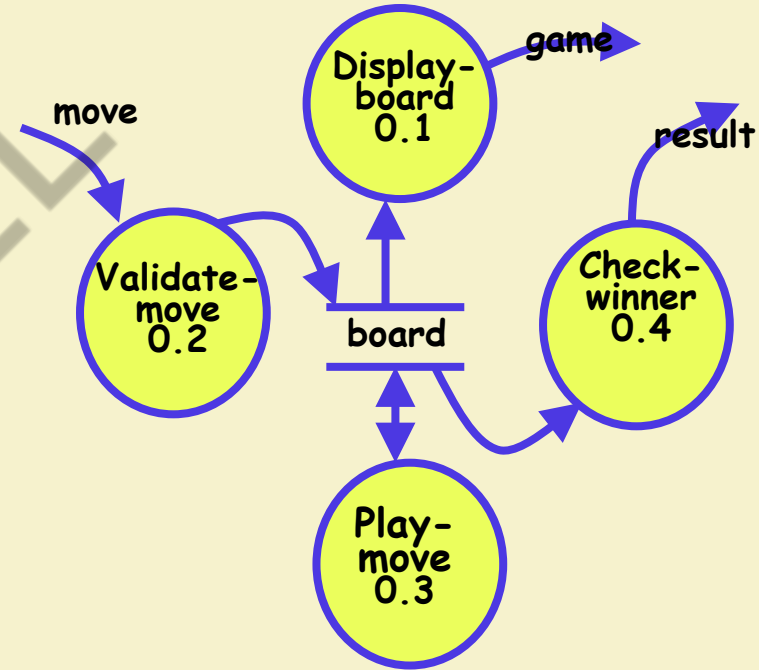 game
Display-
board
0.1
move
result
Validate-
move
0.2
Check-
winner
0.4
board
Play-
move
0.3